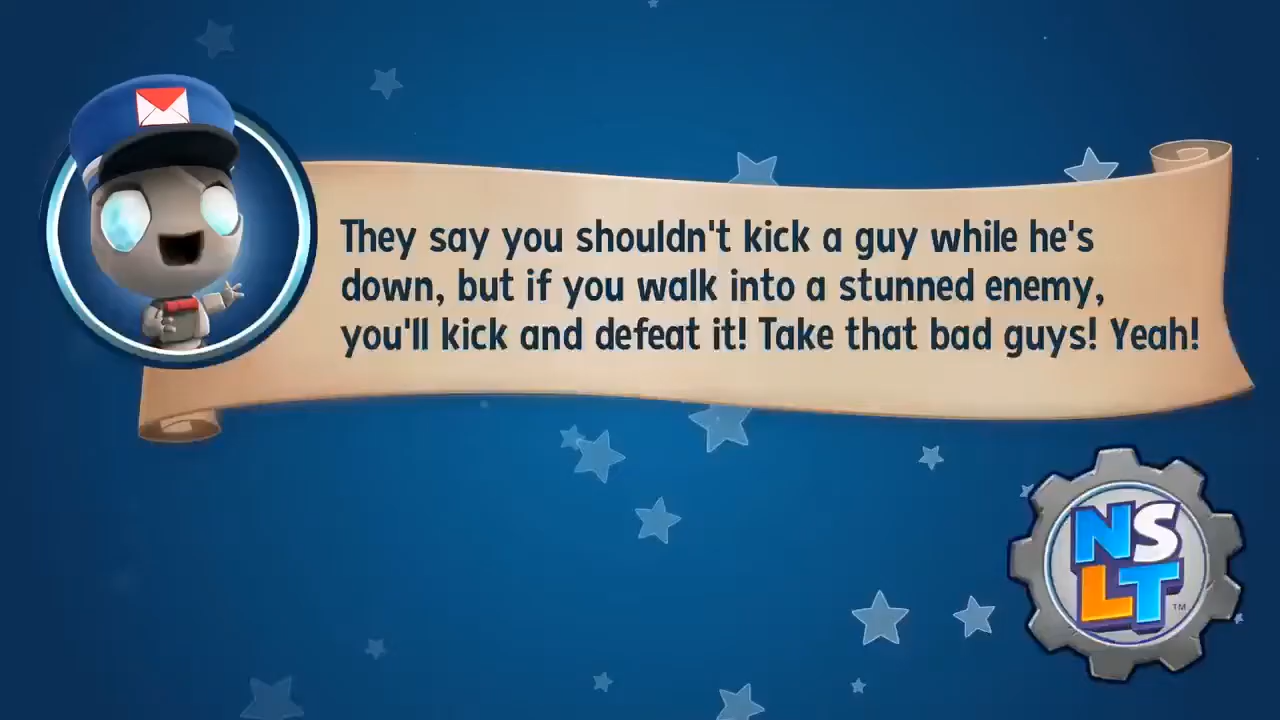 They say you shouldn't kick a guy while he's
down, but if you walk into a stunned enemy,
you'll kick and defeat it! Take that bad guys! Yeah!
NS
LT
TM